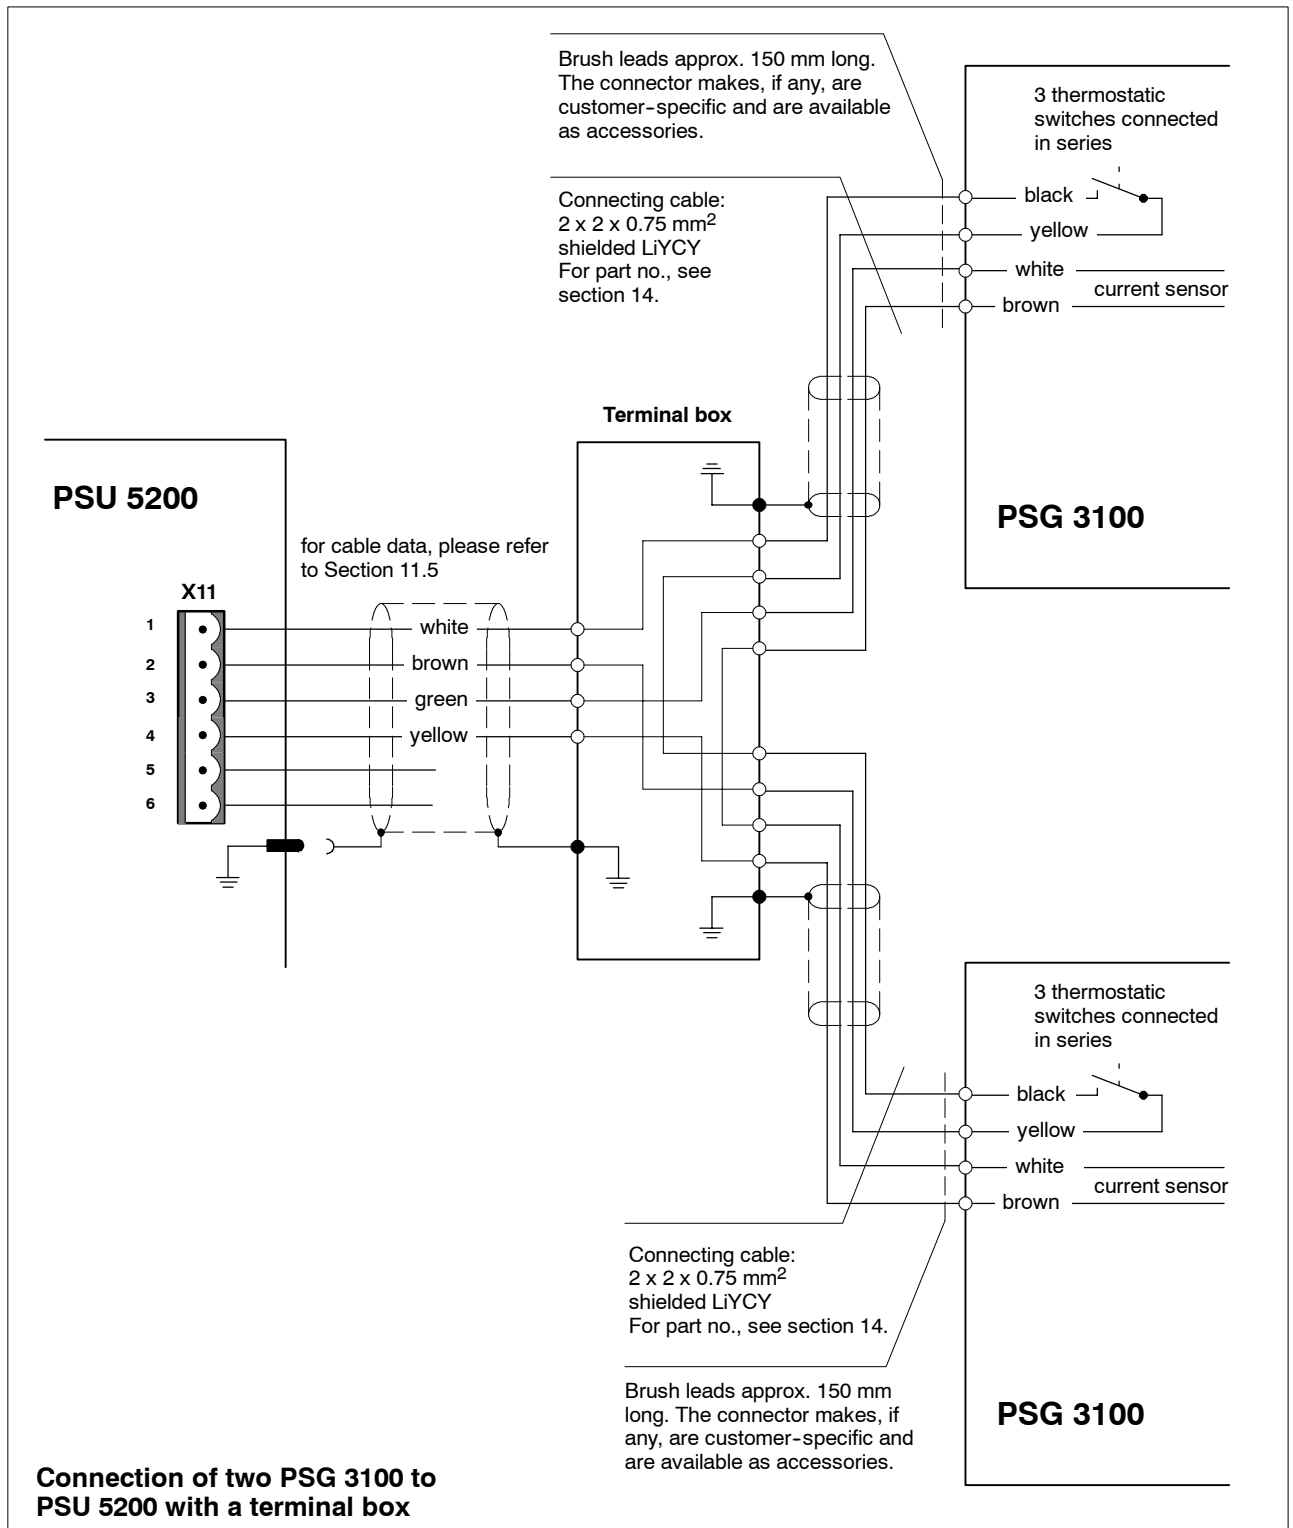 Brush leads approx. 150 mm long.
The connector makes, if any, are
customer-specific and are available
as accessories.
3 thermostatic
switches connected
in series
Connecting cable:
2 x 2 x 0.75 mm2
shielded LiYCY
For part no., see
section 14.
black
yellow
white
current sensor
brown
Terminal box
PSU 5200
PSG 3100
for cable data, please refer
to Section 11.5
X11
1
white
2
brown
3
green
4
yellow
5
6
3 thermostatic
switches connected
in series
black
yellow
white
current sensor
brown
Connecting cable:
2 x 2 x 0.75 mm2
shielded LiYCY
For part no., see section 14.
Brush leads approx. 150 mm
long. The connector makes, if
any, are customer-specific and
are available as accessories.
PSG 3100
Connection of two PSG 3100 to
PSU 5200 with a terminal box